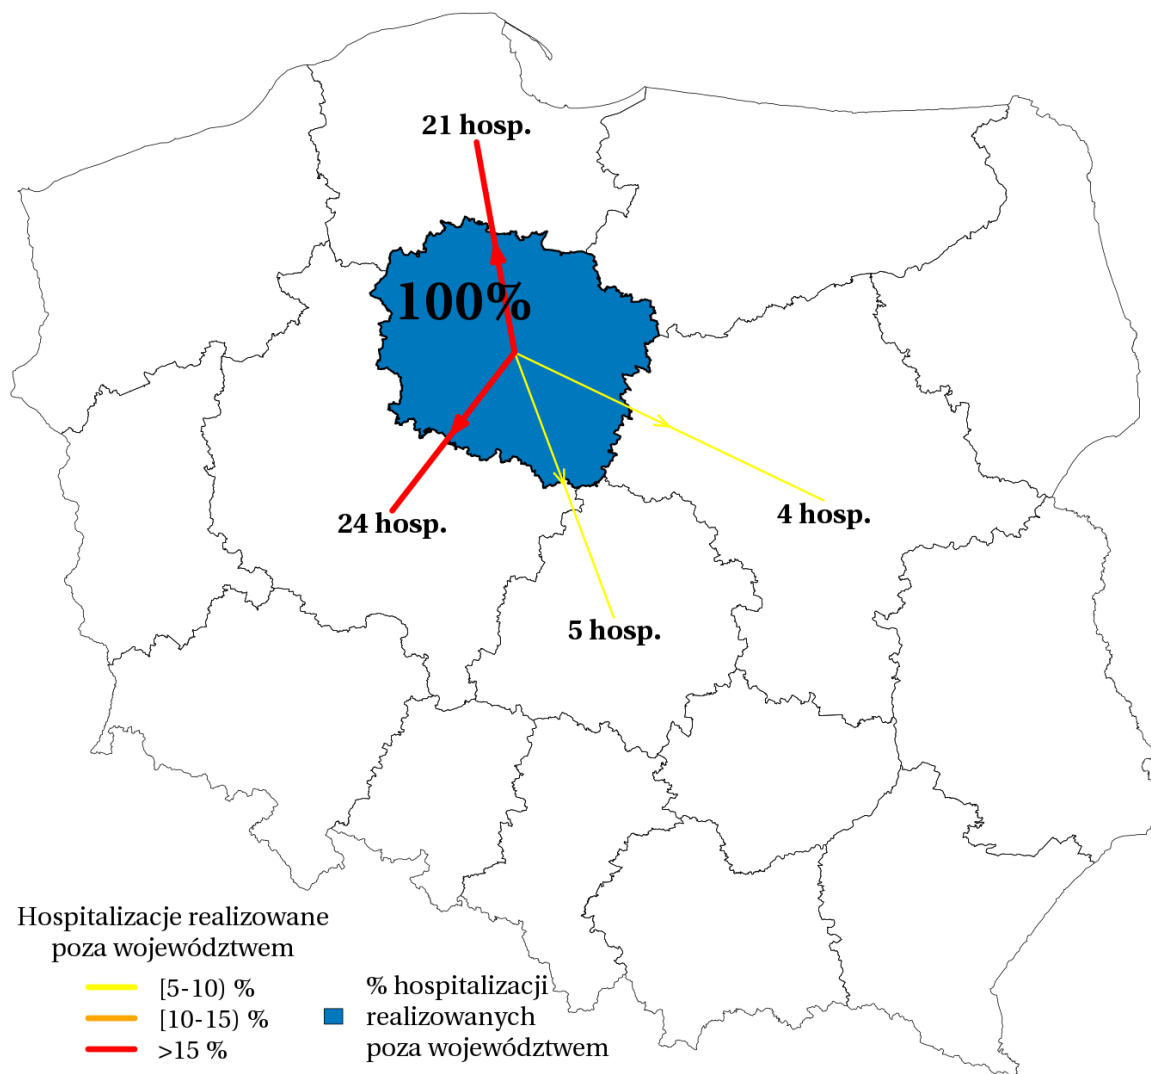 21 hosp.
100%
24 hosp.
4 hosp.
5 hosp.
Hospitalizacje realizowane
poza województwem
[5-10) %
[10-15) %
>15 %
% hospitalizacji
realizowanych
poza województwem